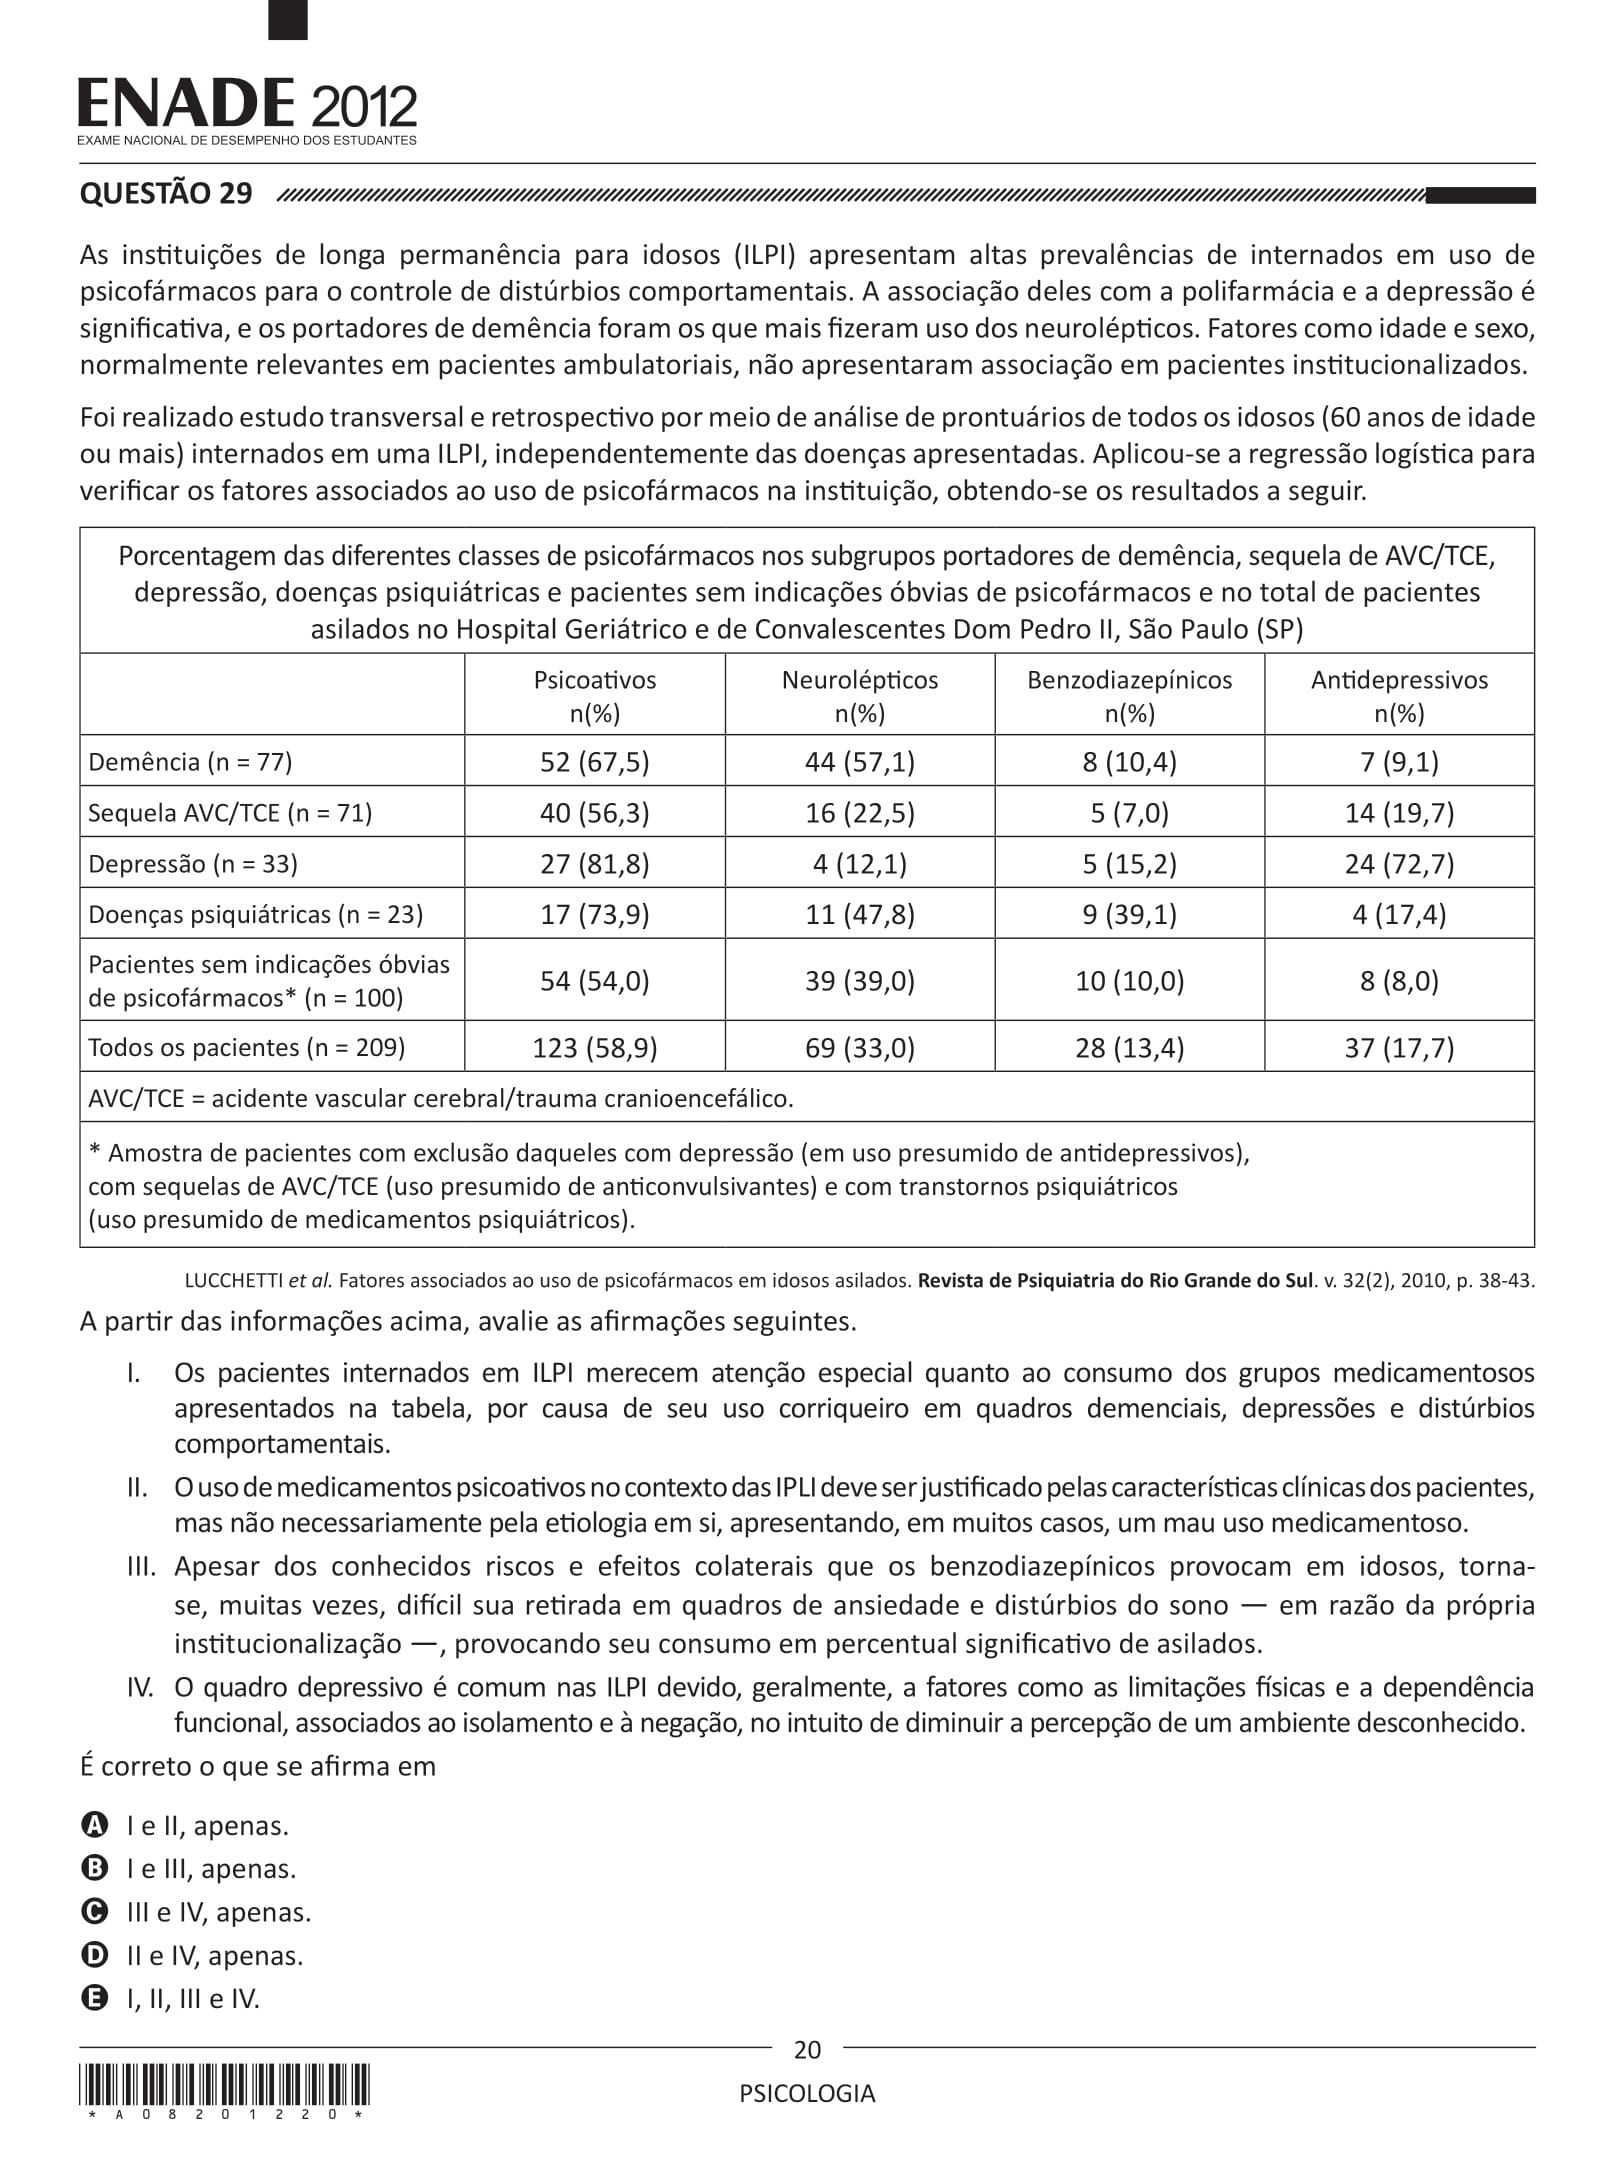 ENADE 2012
EXAME NACIONAL DE DESEMPENHO DOS ESTUDANTES
QUESTÃO 29
As instituições de longa permanência para idosos (ILPI) apresentam altas prevalências de internados em uso de
psicofármacos para o controle de distúrbios comportamentais. A associação deles com a polifarmácia e a depressão é
significativa, e os portadores de demência foram os que mais fizeram uso dos neurolépticos. Fatores como idade e sexo,
normalmente relevantes em pacientes ambulatoriais, não apresentaram associação em pacientes institucionalizados.
Foi realizado estudo transversal e retrospectivo por meio de análise de prontuários de todos os idosos (60 anos de idade
ou mais) internados em uma ILPI, independentemente das doenças apresentadas. Aplicou-se a regressão logística para
verificar os fatores associados ao uso de psicofármacos na instituição, obtendo-se os resultados a seguir.
Porcentagem das diferentes classes de psicofármacos nos subgrupos portadores de demência, sequela de AVC/TCE,
depressão, doenças psiquiátricas e pacientes sem indicações óbvias de psicofármacos e no total de pacientes
asilados no Hospital Geriátrico e de Convalescentes Dom Pedro II, São Paulo (SP)
Psicoativos Neurolépticos Benzodiazepínicos Antidepressivos
n(%) n(%) n(%) n(%)
Demência (n = 77) 52 (67,5) 44 (57,1) 8 (10,4) 7 (9,1)
Sequela AVC/TCE (n = 71) 40 (56,3) 16 (22,5) 5 (7,0) 14 (19,7)
Depressão (n = 33) 27 (81,8) 4 (12,1) 5 (15,2) 24 (72,7)
Doenças psiquiátricas (n = 23) 17 (73,9) 11 (47,8) 9 (39,1) 4 (17,4)
Pacientes sem indicações óbvias
de psicofármacos* (n = 100) 54 (54,0) 39 (39,0) 10 (10,0) 8 (8,0)
Todos os pacientes (n = 209) 123 (58,9) 69 (33,0) 28 (13,4) 37 (17,7)
AVC/TCE = acidente vascular cerebral/trauma cranioencefálico.
* Amostra de pacientes com exclusão daqueles com depressão (em uso presumido de antidepressivos),
com sequelas de AVC/TCE (uso presumido de anticonvulsivantes) e com transtornos psiquiátricos
(uso presumido de medicamentos psiquiátricos).
LUCCHETTI et al. Fatores associados ao uso de psicofármacos em idosos asilados. Revista de Psiquiatria do Rio Grande do Sul. v. 32(2), 2010, p. 38-43.
A partir das informações acima, avalie as afirmações seguintes.
I. Os pacientes internados em ILPI merecem atenção especial quanto ao consumo dos grupos medicamentosos
apresentados na tabela, por causa de seu uso corriqueiro em quadros demenciais, depressões e distúrbios
comportamentais.
II. O uso de medicamentos psicoativos no contexto das IPLI deve ser justificado pelas características clínicas dos pacientes,
mas não necessariamente pela etiologia em si, apresentando, em muitos casos, um mau uso medicamentoso.
III. Apesar dos conhecidos riscos e efeitos colaterais que os benzodiazepínicos provocam em idosos, torna-
se, muitas vezes, difícil sua retirada em quadros de ansiedade e distúrbios do sono — em razão da própria
institucionalização —, provocando seu consumo em percentual significativo de asilados.
IV. O quadro depressivo é comum nas ILPI devido, geralmente, a fatores como as limitações físicas e a dependência
funcional, associados ao isolamento e à negação, no intuito de diminuir a percepção de um ambiente desconhecido.
É correto o que se afirma em
A I e II, apenas.
B I e III, apenas.
C III e IV, apenas.
D II e IV, apenas.
E I, II, III e IV.
20
PSICOLOGIA
* A 0 8 2 0 1 2 2 0 *